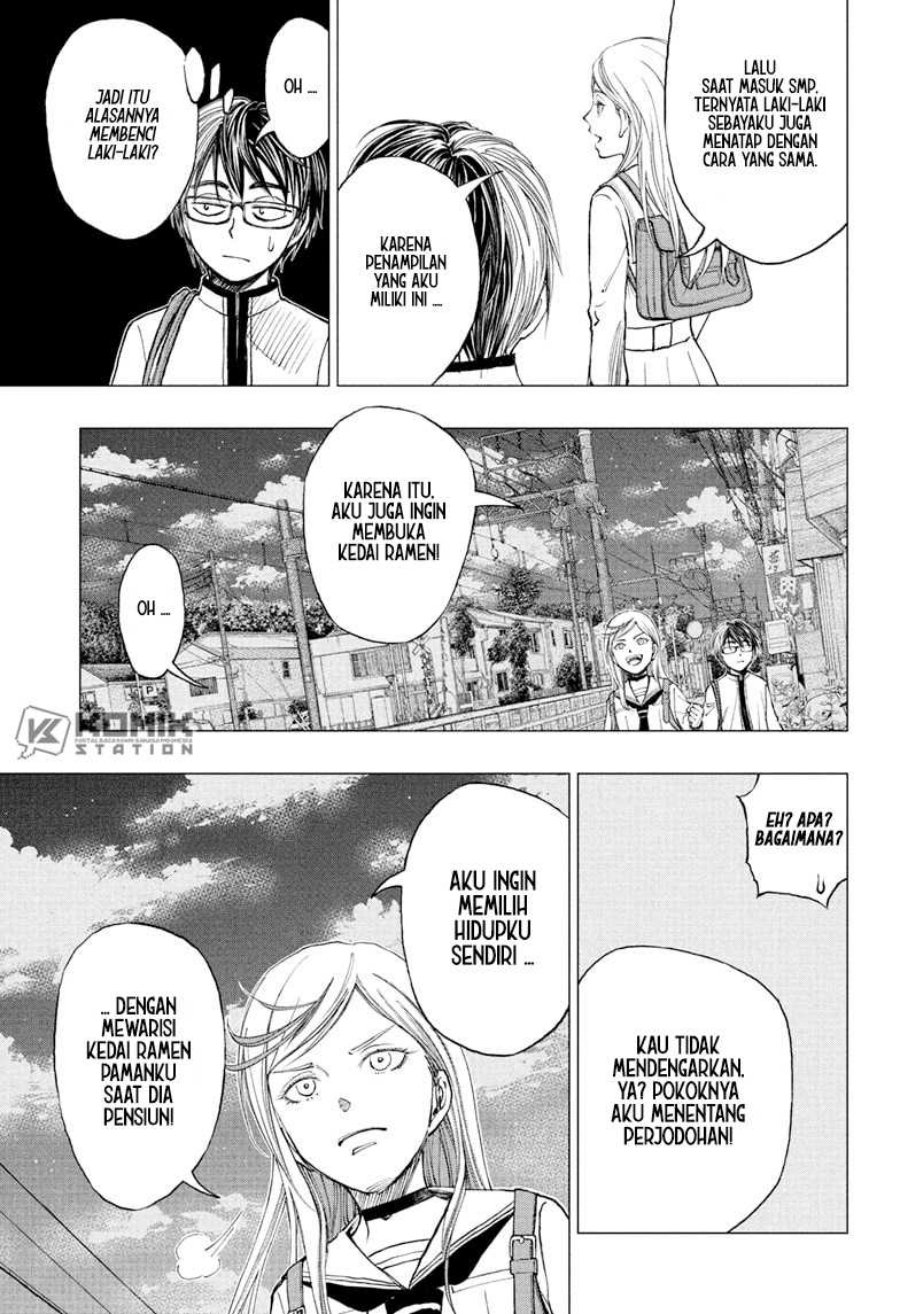 LALU
SAAT MASUK SMP,
TERNYATA LAKI-LAKI
SEBAYAKU JUGA
MENATAP DENGAN
CARA YANG SAMA.
KARENA
PENAMPILAN
YANG AKU
MILIKI INI ....
OH ....
JADI ITU
ALASANNYA
MEMBENCI
LAKI-LAKI?
KARENA ITU,
AKU JUGA INGIN
MEMBUKA
KEDAI RAMEN!
OH ....
P
肉
KOMIK
STATION
EH? APA?
BAGAIMANA?
KAU TIDAK
MENDENGARKAN,
YA? POKOKNYA
AKU MENENTANG
PERJODOHAN!
AKU INGIN
MEMILIH
HIDUPKU
SENDIRI ...
... DENGAN
MEWARISI
KEDAI RAMEN
PAMANKU
SAAT DIA
PENSIUN!